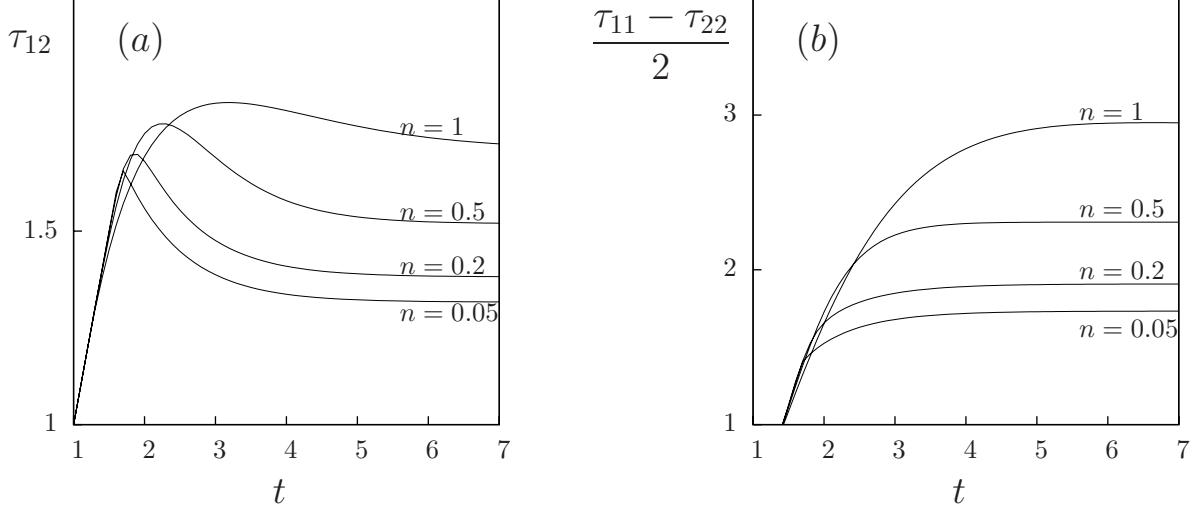 τ12
(a)
1.5
1
n = 1
n = 0.5
n = 0.2
n = 0.05
1 2 3 4 5 6 7
t
τ11 − τ22
2
(b)
3
2
1
n = 1
n = 0.5
n = 0.2
n = 0.05
1 2 3 4 5 6 7
t